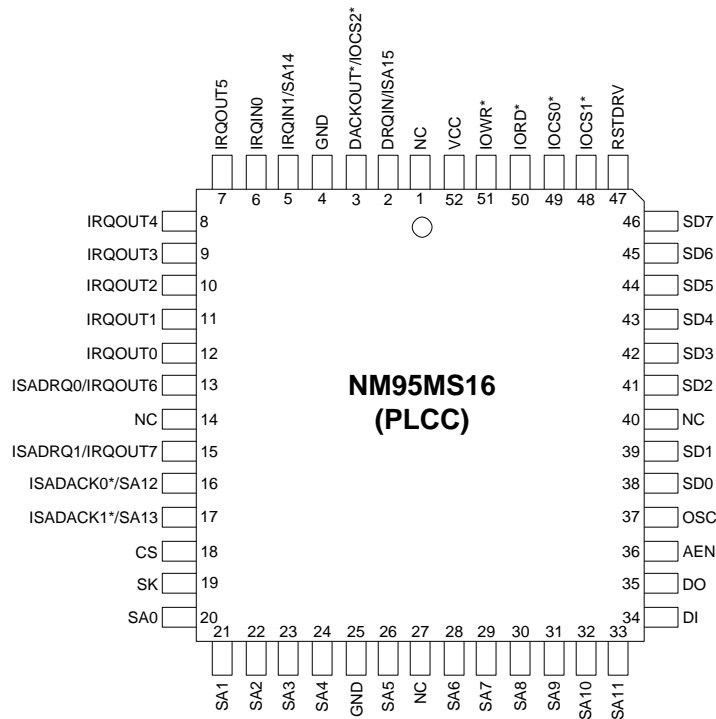 IRQOUT5
IRQIN0
IRQIN1/SA14
GND
DACKOUT*/IOCS2*
DRQIN/ISA15
NC
VCC
IOWR*
IORD*
IOCS0*
IOCS1*
RSTDRV
7 6 5 4 3 2 1 52 51 50 49 48 47
IRQOUT4 8 46 SD7
IRQOUT3 9 45 SD6
IRQOUT2 10 44 SD5
IRQOUT1 11 43 SD4
IRQOUT0 12 42 SD3
ISADRQ0/IRQOUT6 13 41 SD2
NC 14 40 NC
ISADRQ1/IRQOUT7 15 39 SD1
ISADACK0*/SA12 16 38 SD0
ISADACK1*/SA13 17 37 OSC
CS 18 36 AEN
SK 19 35 DO
SA0 20 34 DI
NM95MS16
(PLCC)
21 22 23 24 25 26 27 28 29 30 31 32 33
SA1
SA2
SA3
SA4
GND
SA5
NC
SA6
SA7
SA8
SA9
SA10
SA11